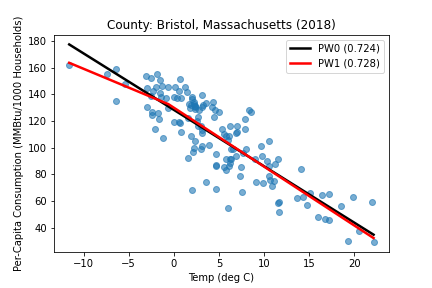 County: Bristol, Massachusetts (2018)
Per-Capita Consumption (MMBtu/1000 Households)
180
160
140
120
100
80
60
40
PW0 (0.724)
PW1 (0.728)
−10 −5 0 5 10 15 20
Temp (deg C)